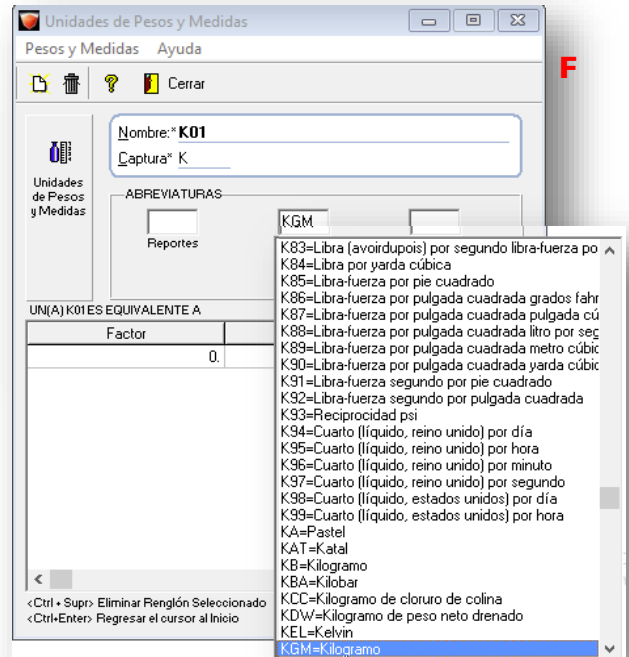 Unidades de Pesos y Medidas
Pesos y Medidas Ayuda
F
Cerrar
Nombre:* K01
Captura* K
Unidades
de Pesos
y Medidas
ABREVIATURAS
KGM
Reportes
UN(A) K01 ES EQUIVALENTE A
Factor
0.
K83=Libra (avoirdupois) por segundo libra-fuerza po
K84=Libra por yarda cúbica
K85=Libra-fuerza por pie cuadrado
K86=Libra-fuerza por pulgada cuadrada grados fahr
K87=Libra-fuerza por pulgada cuadrada pulgada cú
K88=Libra-fuerza por pulgada cuadrada litro por seg
K89=Libra-fuerza por pulgada cuadrada metro cúbic
K90=Libra-fuerza por pulgada cuadrada yarda cúbic
K91=Libra-fuerza segundo por pie cuadrado
K92=Libra-fuerza segundo por pulgada cuadrada
K93=Reciprocidad psi
K94=Cuarto (líquido, reino unido) por día
K95=Cuarto (líquido, reino unido) por hora
K96=Cuarto (líquido, reino unido) por minuto
K97=Cuarto (líquido, reino unido) por segundo
K98=Cuarto (líquido, estados unidos) por día
K99=Cuarto (líquido, estados unidos) por hora
KA=Pastel
KAT=Katal
KB=Kilogramo
KBA=Kilobar
KCC=Kilogramo de cloruro de colina
KDW=Kilogramo de peso neto drenado
KEL=Kelvin
KGM=Kilogramo
<Ctrl + Supr> Eliminar Renglón Seleccionado
<Ctrl+Enter> Regresar el cursor al Inicio